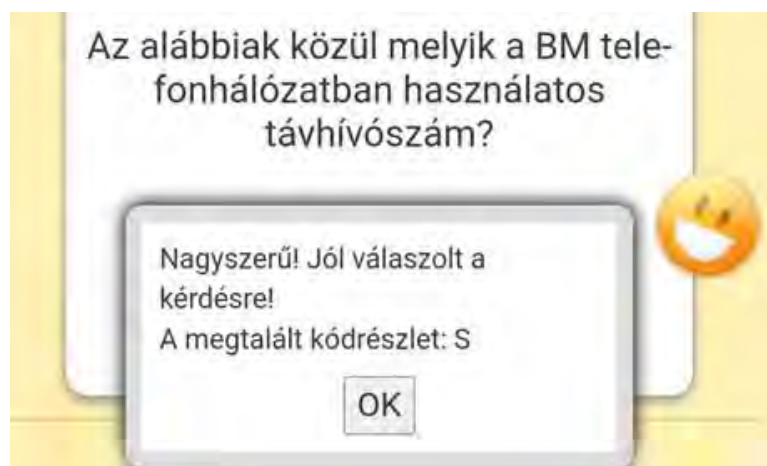 Az alábbiak közül melyik a BM tele-
fonhálózatban használatos
távhívószám?
Nagyszerű! Jól válaszolt a
kérdésre!
A megtalált kódrészlet: S
OK